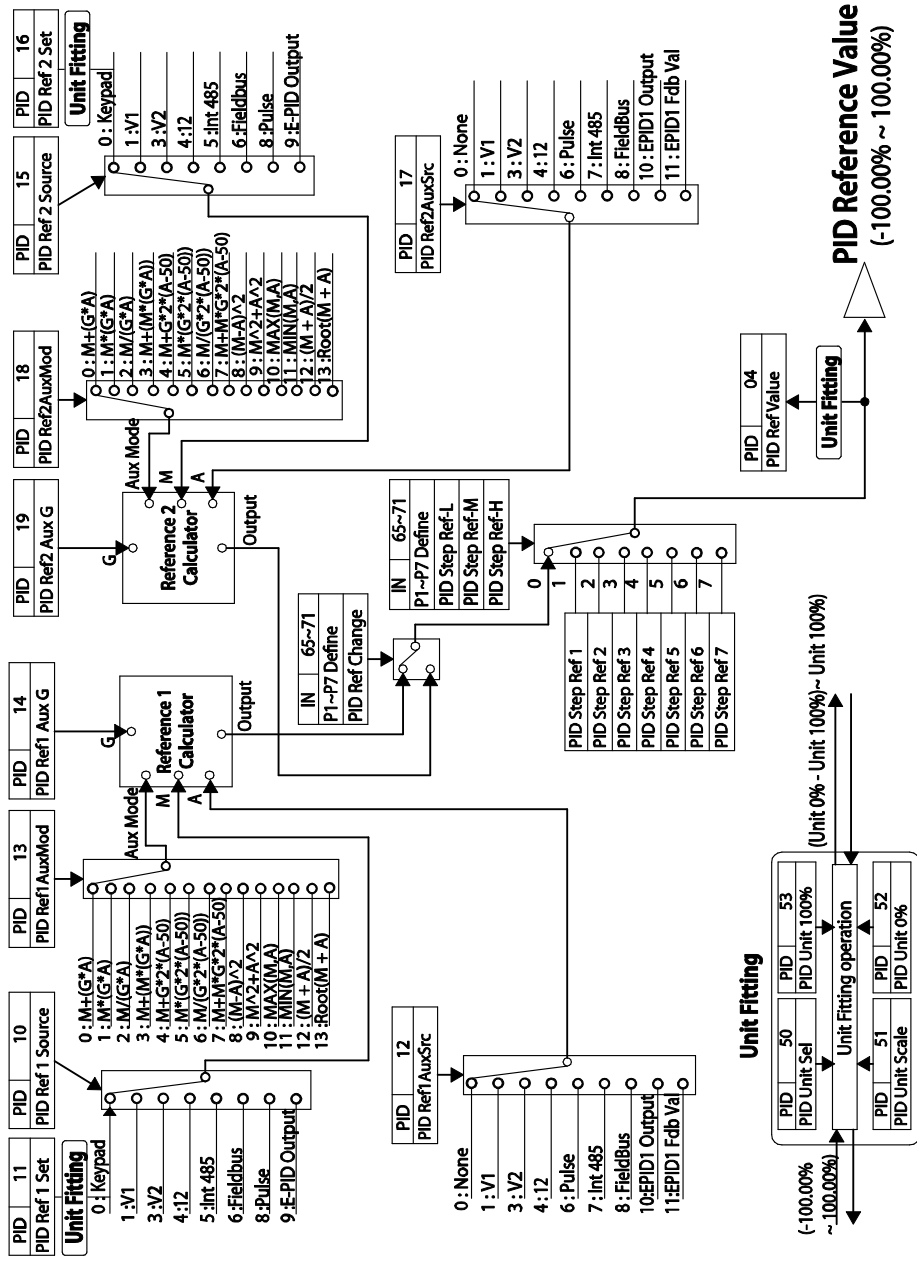 PID 11
PID Ref 1 Set
Unit Fitting
PID 10
PID Ref 1 Source
0 : Keypad
1 :V1
3 :V2
4 :12
5 :Int 485
6 :Fieldbus
8 :Pulse
9 :E-PID Output
PID 13
PID Ref1AuxMod
0 : M+(G*A)
1 : M*(G*A)
2 : M/(G*A)
3 : M+(M*(G*A))
4 : M+G*2*(A-50)
5 : M*(G*2*(A-50))
6 : M/(G*2*(A-50))
7 : M+M*G*2*(A-50)
8 : (M-A)^2
9 : M^2+A^2
10 : MAX(M,A)
11 : MIN(M,A)
12 : (M + A)/2
13 :Root(M + A)
PID 14
PID Ref1 Aux G
G
Aux Mode
M
A
Reference 1
Calculator
Output
PID 12
PID Ref1AuxSrc
0 : None
1 : V1
3 : V2
4 : 12
6 : Pulse
7 : Int 485
8 : FieldBus
10:EPID1 Output
11:EPID1 Fdb Val
PID 19
PID Ref2 Aux G
G
Aux Mode
M
A
Reference 2
Calculator
Output
PID 18
PID Ref2AuxMod
0 : M+(G*A)
1 : M*(G*A)
2 : M/(G*A)
3 : M+(M*(G*A))
4 : M+G*2*(A-50)
5 : M*(G*2*(A-50))
6 : M/(G*2*(A-50))
7 : M+M*G*2*(A-50)
8 : (M-A)^2
9 : M^2+A^2
10 : MAX(M,A)
11 : MIN(M,A)
12 : (M + A)/2
13 :Root(M + A)
PID 15
PID Ref 2 Source
PID 16
PID Ref 2 Set
Unit Fitting
0 : Keypad
1 :V1
3 :V2
4 :12
5 :Int 485
6 :Fieldbus
8 :Pulse
9 :E-PID Output
PID 17
PID Ref2AuxSrc
0 : None
1 : V1
3 : V2
4 : 12
6 : Pulse
7 : Int 485
8 : FieldBus
10 : EPID1 Output
11 : EPID1 Fdb Val
IN 65~71
P1~P7 Define
PID Ref Change
IN 65~71
P1~P7 Define
PID Step Ref-L
PID Step Ref-M
PID Step Ref-H
0
1
2
3
4
5
6
7
PID Step Ref 1
PID Step Ref 2
PID Step Ref 3
PID Step Ref 4
PID Step Ref 5
PID Step Ref 6
PID Step Ref 7
PID 04
PID Ref Value
Unit Fitting
PID Reference Value
(-100.00% ~ 100.00%)
Unit Fitting
PID 50
PID Unit Sel
PID 53
PID Unit 100%
Unit Fitting operation
PID 51
PID Unit Scale
PID 52
PID Unit 0%
(-100.00%
~ 100.00%)
(Unit 0% - Unit 100%)~ Unit 100%)